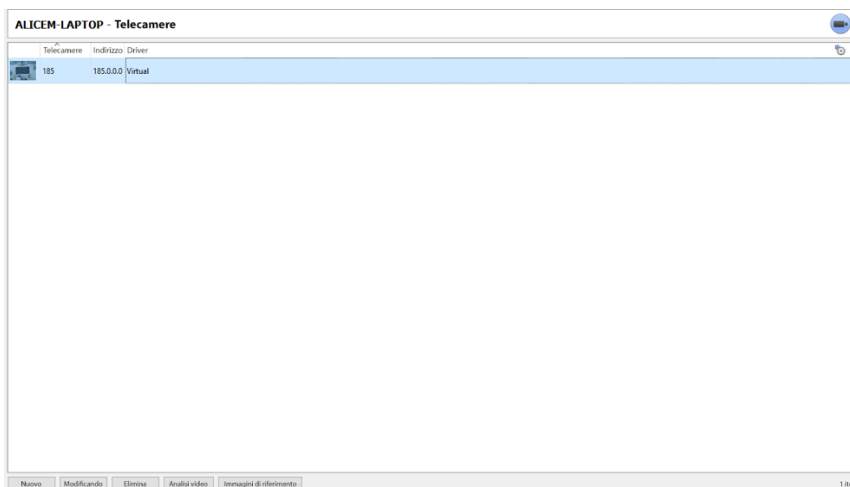 ALICEM-LAPTOP - Telecamere
Telecamere Indirizzo Driver
185 185.0.0.0 Virtual
Nuovo Modificando Elimina Analisi video Immagini di riferimento